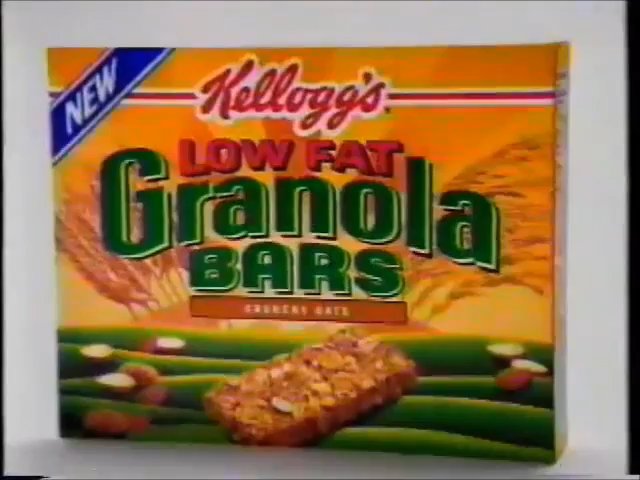 NEW
Kellogg's
LOW FAT
Granola
BARS
CRUNCHY OATS